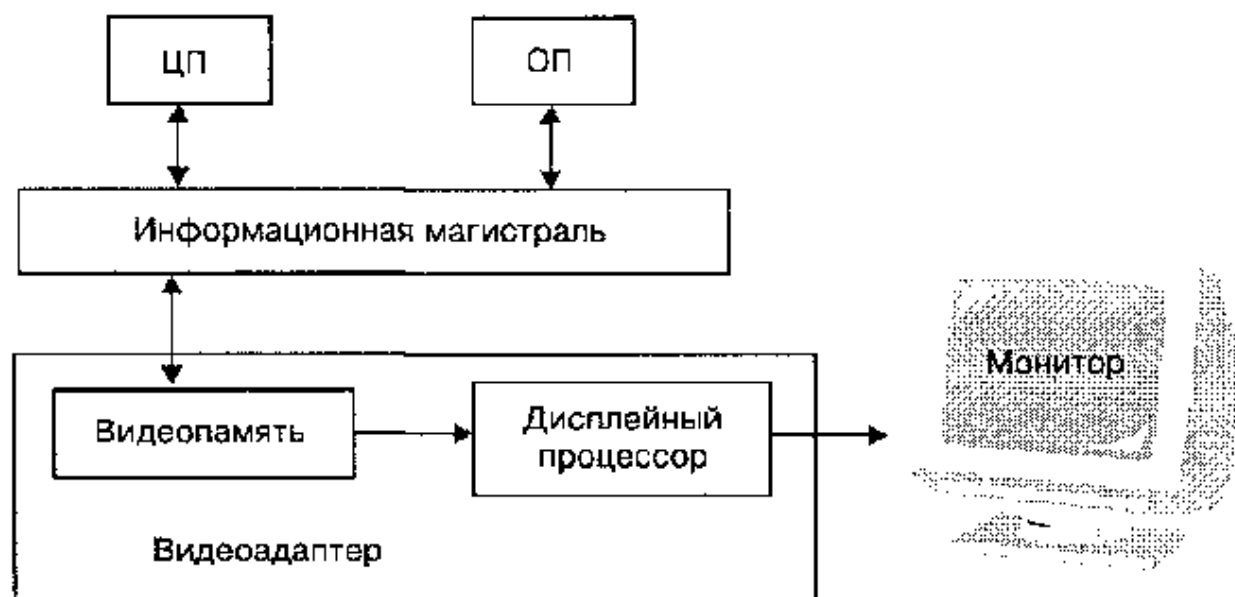 ЦП
ОП
Информационная магистраль
Монитор
Видеопамять
Дисплейный
процессор
Видеоадаптер